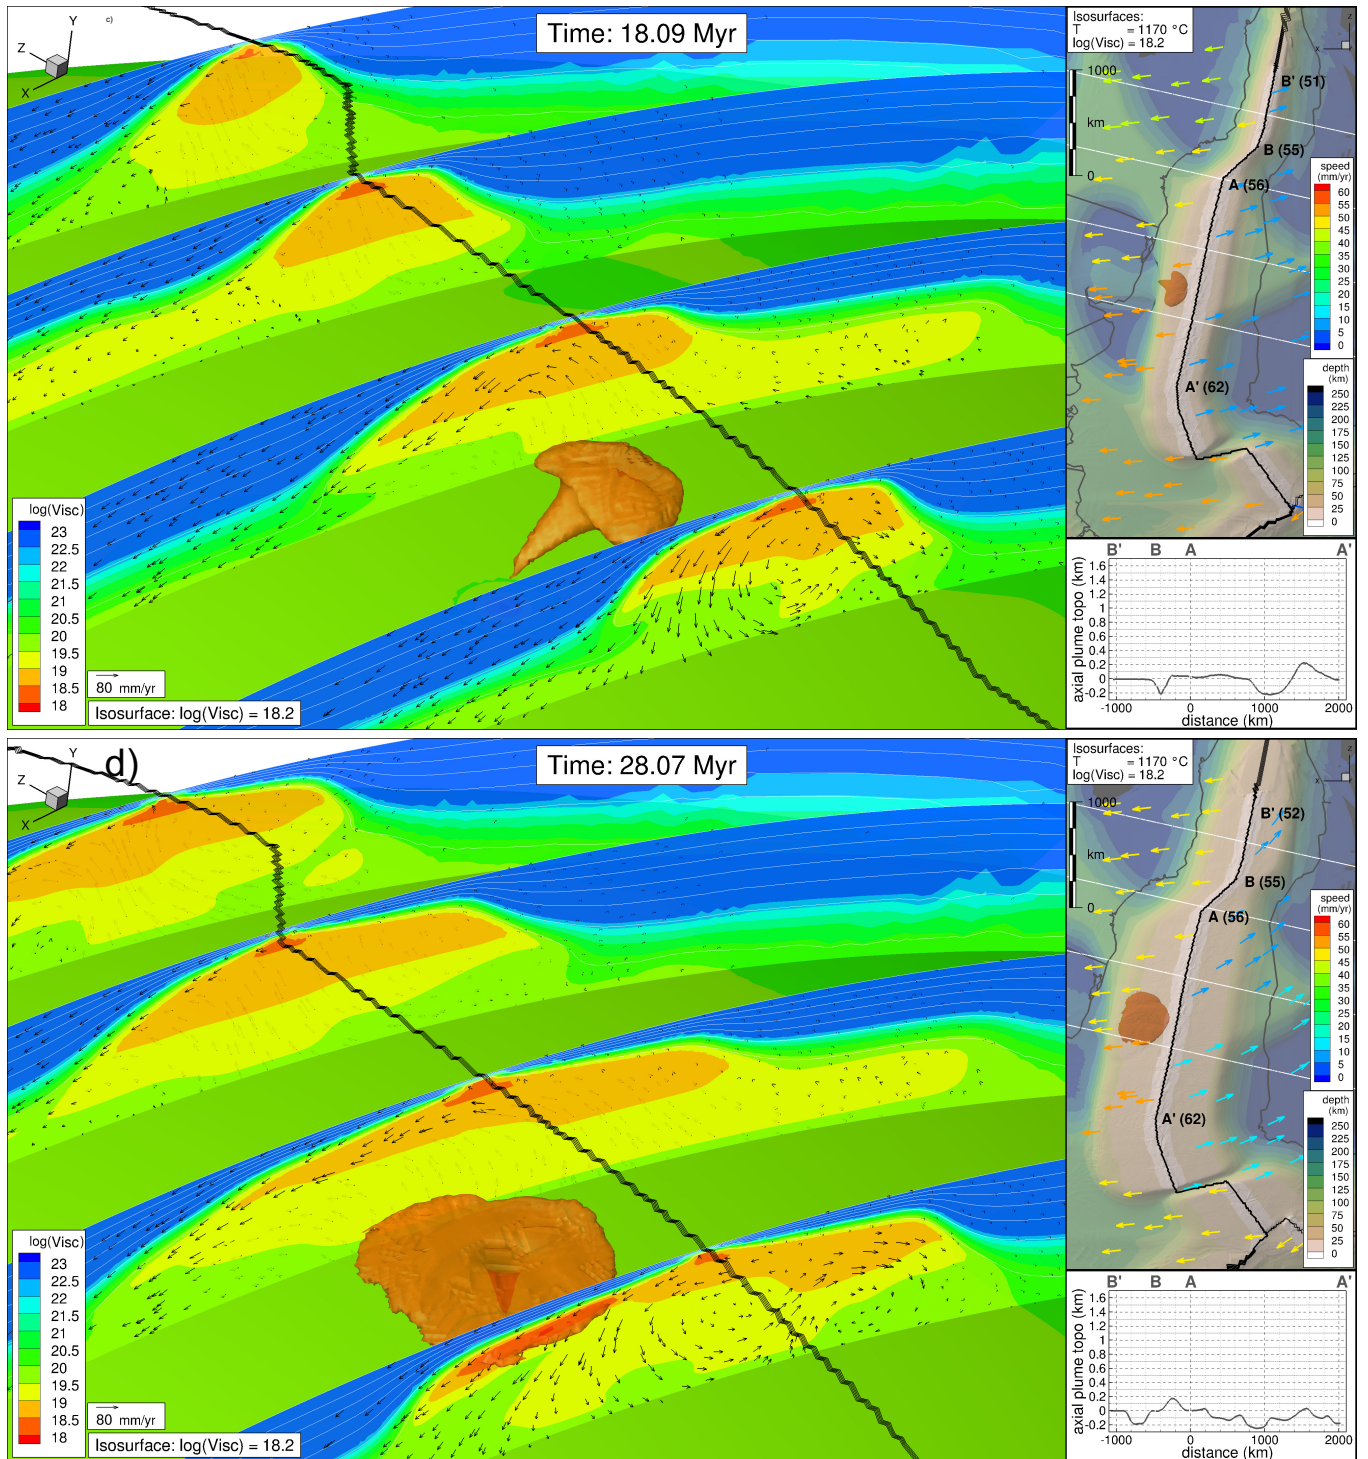 c)
Y
Z
X
Time: 18.09 Myr
log(Visc)
23
22.5
22
21.5
21
20.5
20
19.5
19
18.5
18
80 mm/yr
Isosurface: log(Visc) = 18.2
Isosurfaces:
T = 1170 °C
log(Visc) = 18.2
z
x
1000
km
0
B' (51)
B (55)
A (56)
A' (62)
speed
(mm/yr)
60
55
50
45
40
35
30
25
20
15
10
5
0
depth
(km)
250
225
200
175
150
125
100
75
50
25
0
B' B A A'
axial plume topo (km)
1.6
1.4
1.2
1
0.8
0.6
0.4
0.2
0
-0.2
-1000 0 1000 2000
distance (km)
d)
Y
Z
X
Time: 28.07 Myr
log(Visc)
23
22.5
22
21.5
21
20.5
20
19.5
19
18.5
18
80 mm/yr
Isosurface: log(Visc) = 18.2
Isosurfaces:
T = 1170 °C
log(Visc) = 18.2
z
x
1000
km
0
B' (52)
B (55)
A (56)
A' (62)
speed
(mm/yr)
60
55
50
45
40
35
30
25
20
15
10
5
0
depth
(km)
250
225
200
175
150
125
100
75
50
25
0
B' B A A'
axial plume topo (km)
1.6
1.4
1.2
1
0.8
0.6
0.4
0.2
0
-0.2
-1000 0 1000 2000
distance (km)